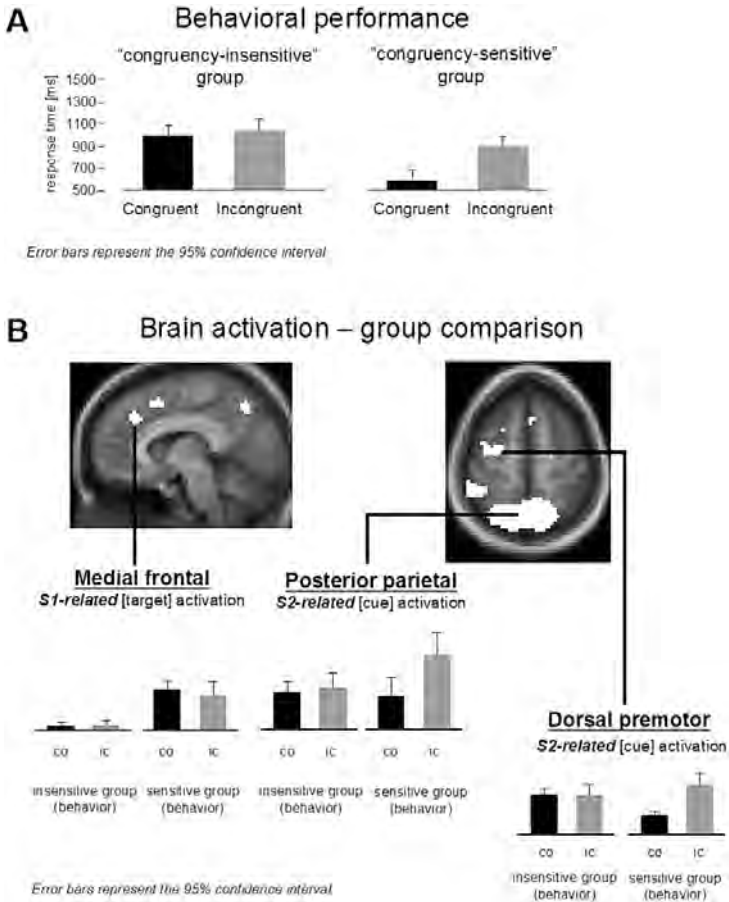 A
Behavioral performance
"congruency-insensitive"
group
"congruency-sensitive"
group
response time [ms]
1500
1300
1100
900
700
500
Congruent
Incongruent
Congruent
Incongruent
Error bars represent the 95% confidence interval
B
Brain activation – group comparison
Medial frontal
S1-related [target] activation
Posterior parietal
S2-related [cue] activation
co
ic
co
ic
co
ic
co
ic
insensitive group
(behavior)
sensitive group
(behavior)
insensitive group
(behavior)
sensitive group
(behavior)
Dorsal premotor
S2-related [cue] activation
co
ic
co
ic
insensitive group
(behavior)
sensitive group
(behavior)
Error bars represent the 95% confidence interval